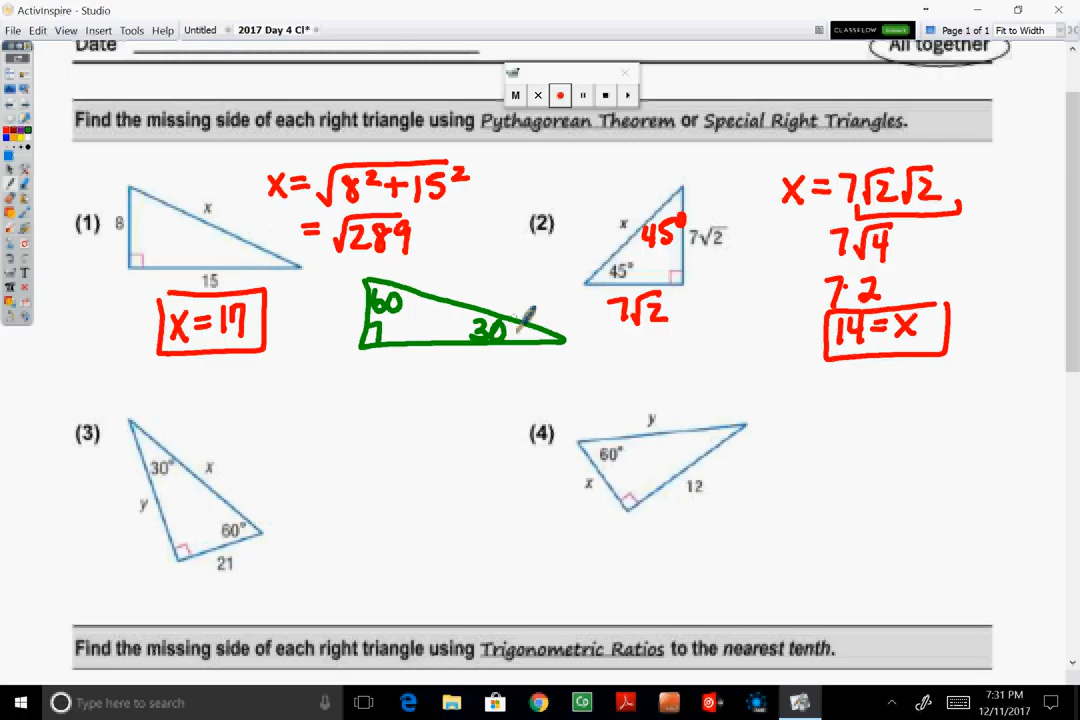 ActivInspire - Studio
File Edit View Insert Tools Help Untitled 2017 Day 4 Cl* CLASSFLOW Page 1 of 1 Fit to Width
Date All together
M
Find the missing side of each right triangle using Pythagorean Theorem or Special Right Triangles.
(1) 8 x 15
x = √8² + 15²
= √289
x = 17
(2) x 45° 45° 7√2
7√2
x = 7√2√2
7√4
7·2
14 = x
60 30
(3) 30° x y 60° 21
(4) y 60° x 12
Find the missing side of each right triangle using Trigonometric Ratios to the nearest tenth.
Type here to search
7:31 PM
12/11/2017